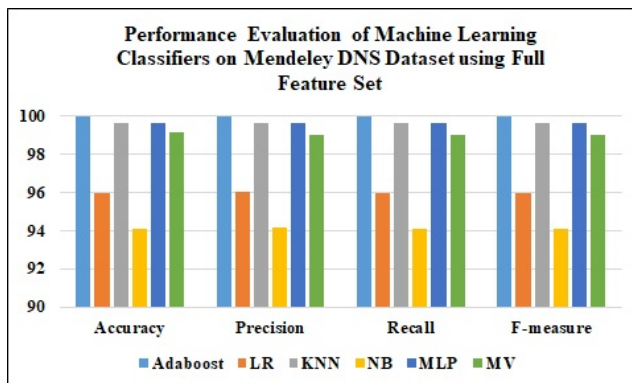 Performance Evaluation of Machine Learning
Classifiers on Mendeley DNS Dataset using Full
Feature Set
100
98
96
94
92
90
Accuracy Precision Recall F-measure
Adaboost LR KNN NB MLP MV